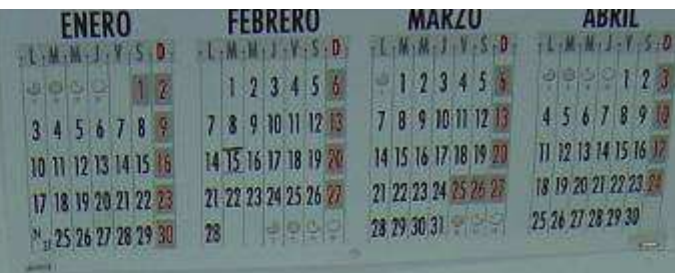 ENERO FEBRERO MARZO ABRIL
L M M J V S D L M M J V S D L M M J V S D L M M J V S D
1 2 1 2 3 4 5 6 1 2 3 4 5 6 1 2 3
3 4 5 6 7 8 9 7 8 9 10 11 12 13 7 8 9 10 11 12 13 4 5 6 7 8 9 10
10 11 12 13 14 15 16 14 15 16 17 18 19 20 14 15 16 17 18 19 20 11 12 13 14 15 16 17
17 18 19 20 21 22 23 21 22 23 24 25 26 27 21 22 23 24 25 26 27 18 19 20 21 22 23 24
24 31 25 26 27 28 29 30 28 28 29 30 31 25 26 27 28 29 30